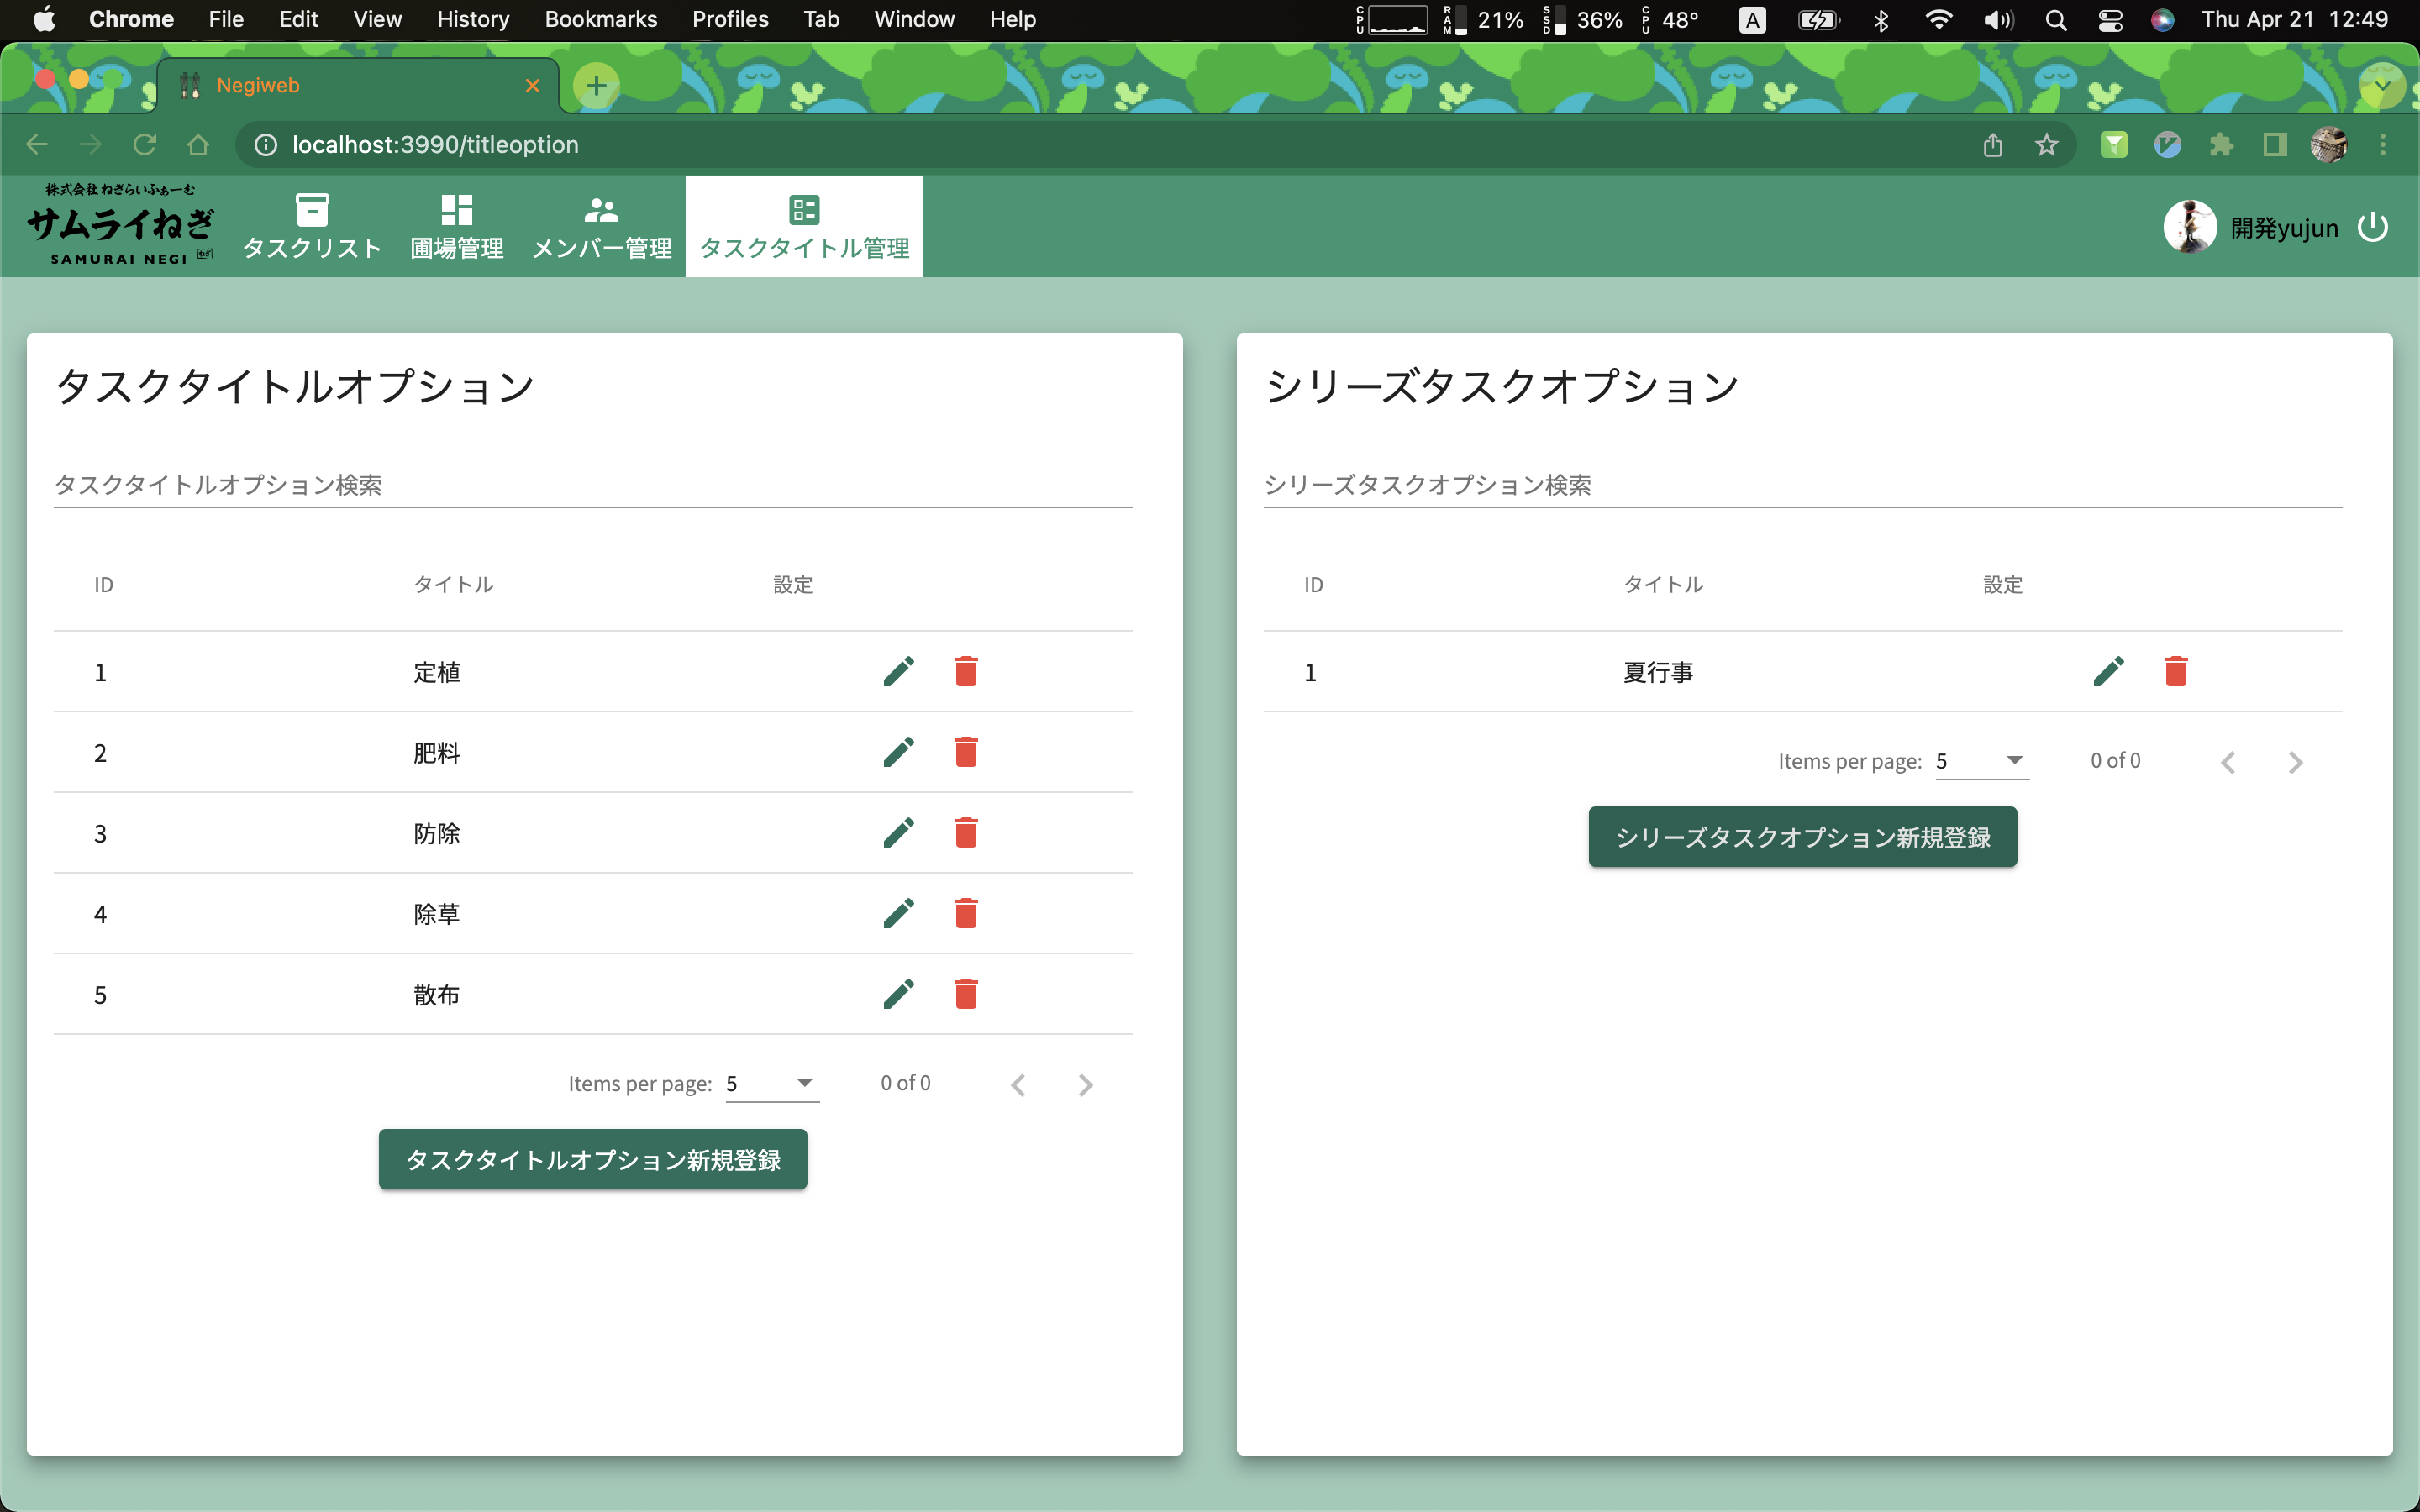 Chrome File Edit View History Bookmarks Profiles Tab Window Help CPU RAM 21% SSD 36% CPU 48° A Thu Apr 21 12:49
Negiweb
localhost:3990/titleoption
株式会社ねぎらいふぁーむ
サムライねぎ
SAMURAI NEGI
タスクリスト 圃場管理 メンバー管理 タスクタイトル管理 開発yujun
タスクタイトルオプション
タスクタイトルオプション検索
ID タイトル 設定
1 定植
2 肥料
3 防除
4 除草
5 散布
Items per page: 5 0 of 0
タスクタイトルオプション新規登録
シリーズタスクオプション
シリーズタスクオプション検索
ID タイトル 設定
1 夏行事
Items per page: 5 0 of 0
シリーズタスクオプション新規登録